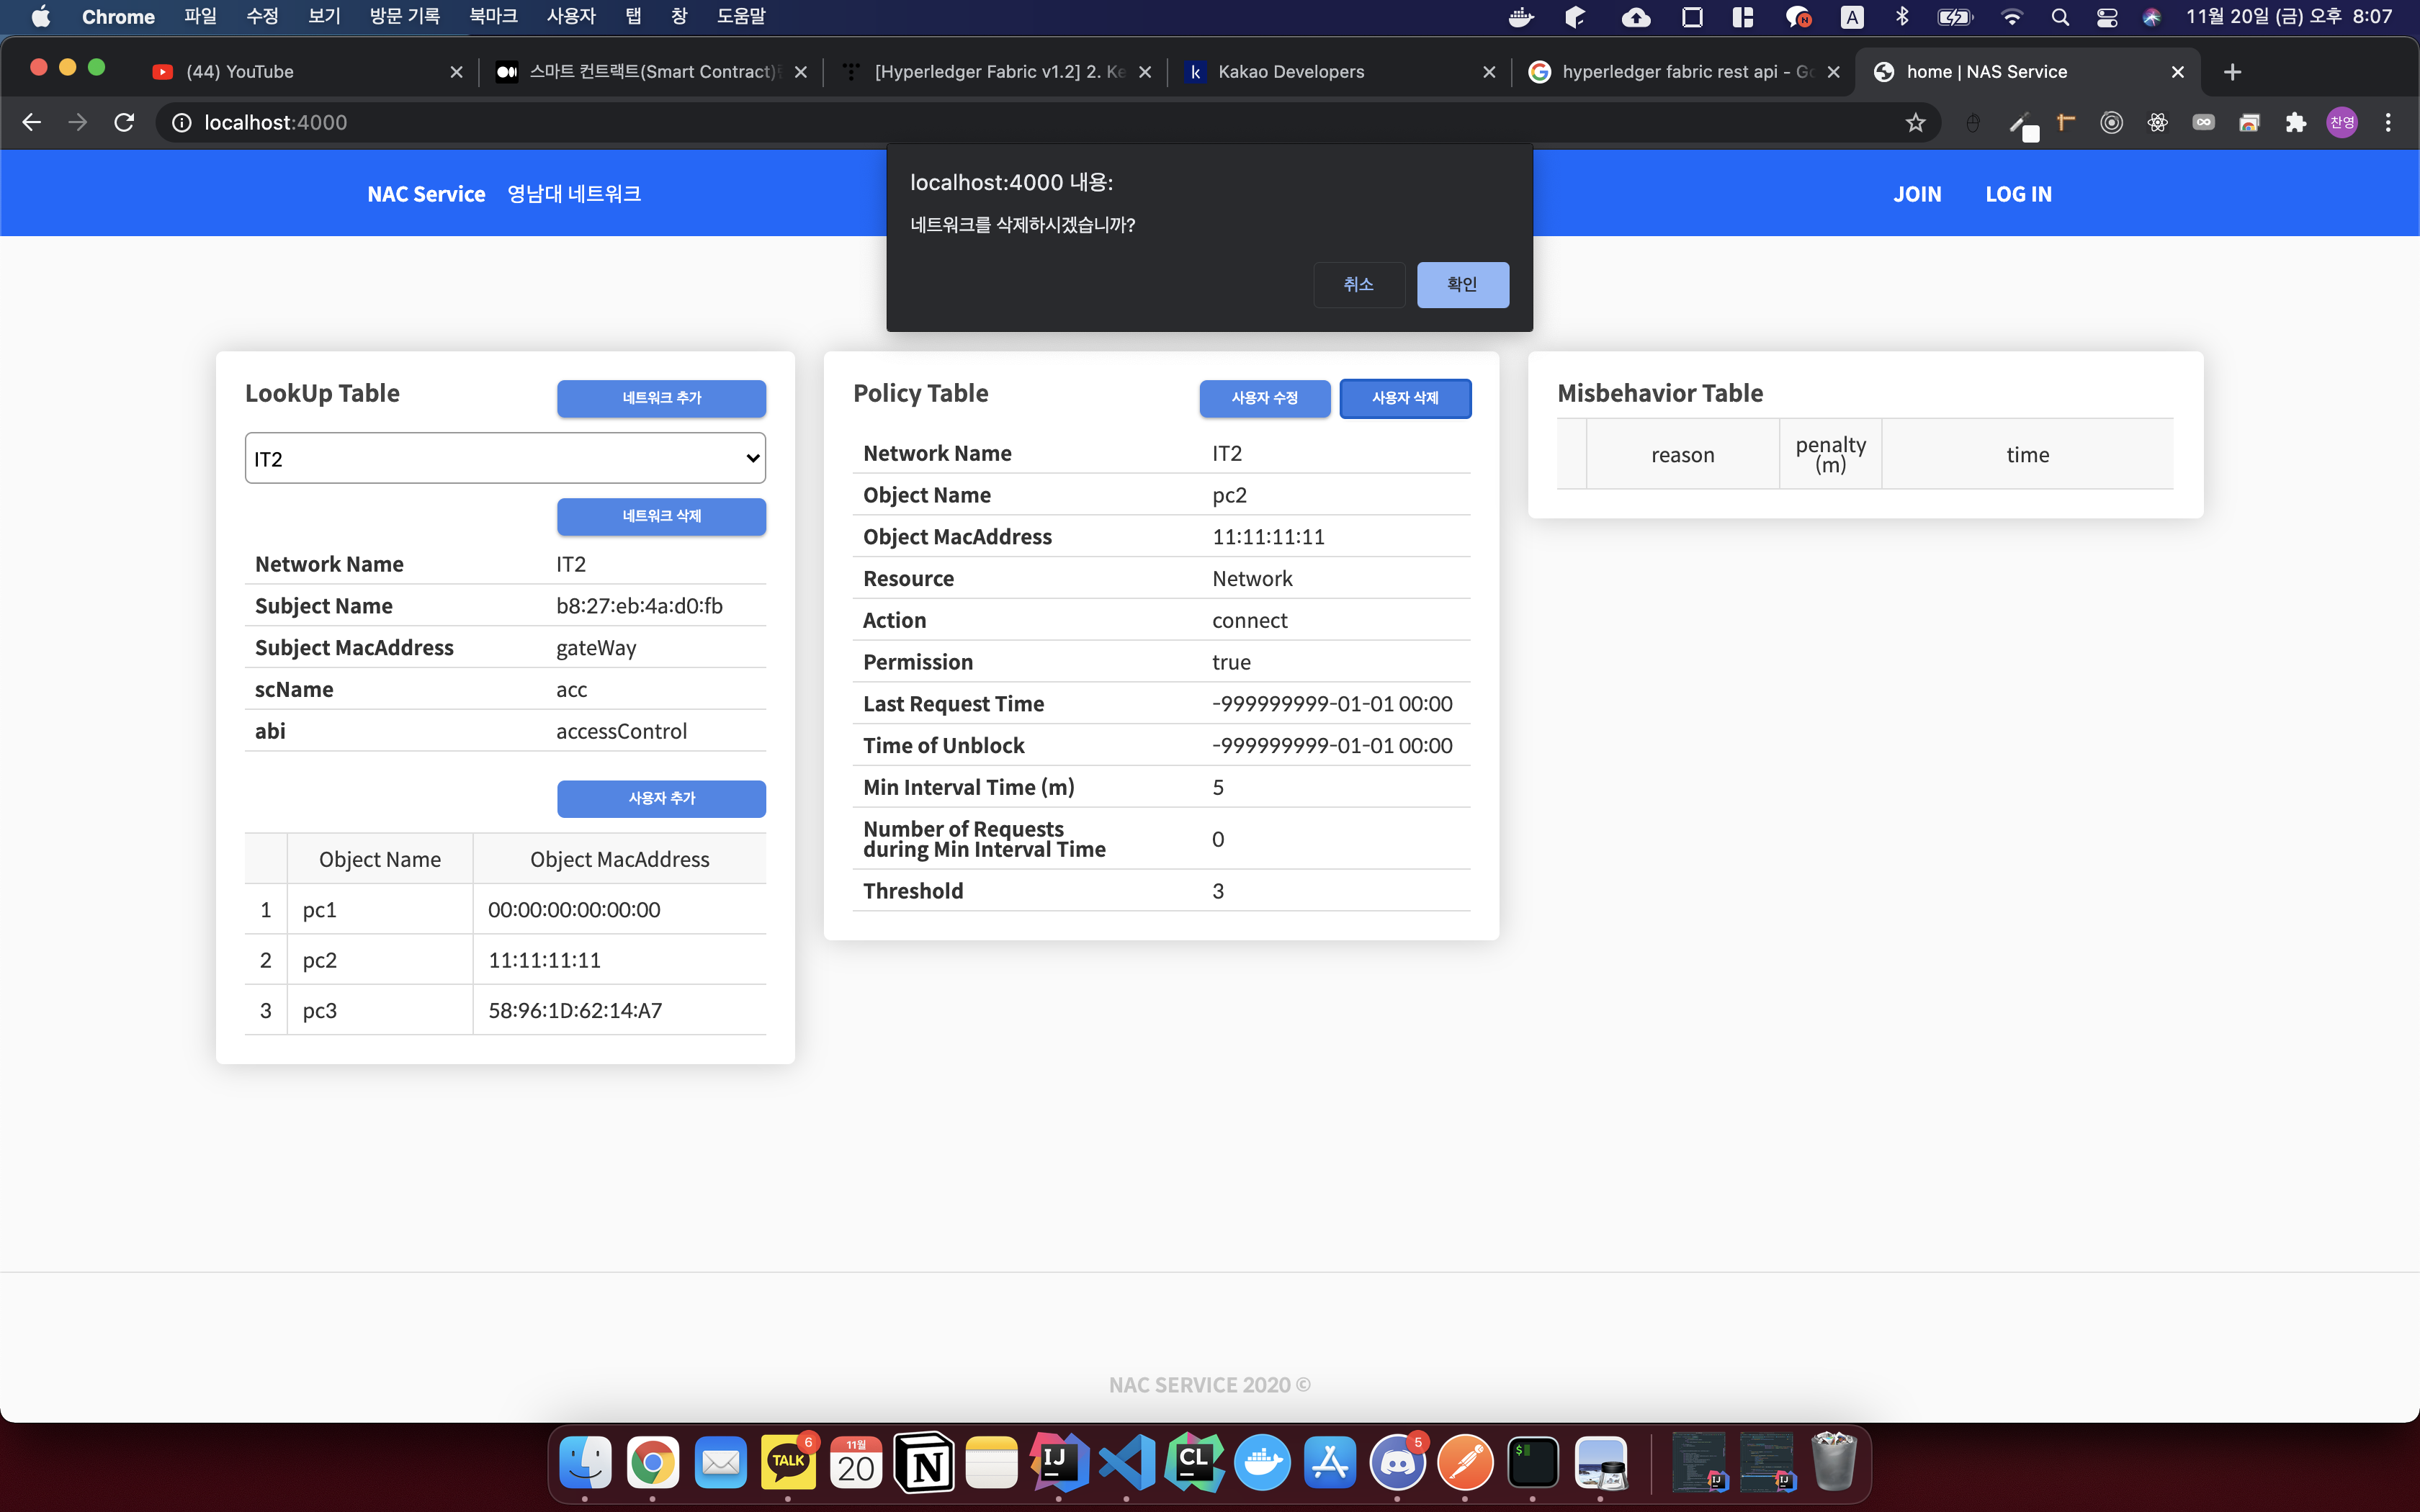 Chrome 파일 수정 보기 방문 기록 북마크 사용자 탭 창 도움말 A 11월 20일 (금) 오후 8:07
(44) YouTube 스마트 컨트랙트(Smart Contract) [Hyperledger Fabric v1.2] 2. Ke Kakao Developers hyperledger fabric rest api - Go home | NAS Service
localhost:4000 찬영
localhost:4000 내용:
네트워크를 삭제하시겠습니까?
취소 확인
NAC Service 영남대 네트워크 JOIN LOG IN
LookUp Table 네트워크 추가
IT2
네트워크 삭제
Network Name IT2
Subject Name b8:27:eb:4a:d0:fb
Subject MacAddress gateWay
scName acc
abi accessControl
사용자 추가
Object Name Object MacAddress
1 pc1 00:00:00:00:00:00
2 pc2 11:11:11:11
3 pc3 58:96:1D:62:14:A7
Policy Table 사용자 수정 사용자 삭제
Network Name IT2
Object Name pc2
Object MacAddress 11:11:11:11
Resource Network
Action connect
Permission true
Last Request Time -999999999-01-01 00:00
Time of Unblock -999999999-01-01 00:00
Min Interval Time (m) 5
Number of Requests
during Min Interval Time 0
Threshold 3
Misbehavior Table
reason penalty
(m) time
NAC SERVICE 2020 ©
TALK 6 11월 20 N IJ CL 5 $ IJ IJ